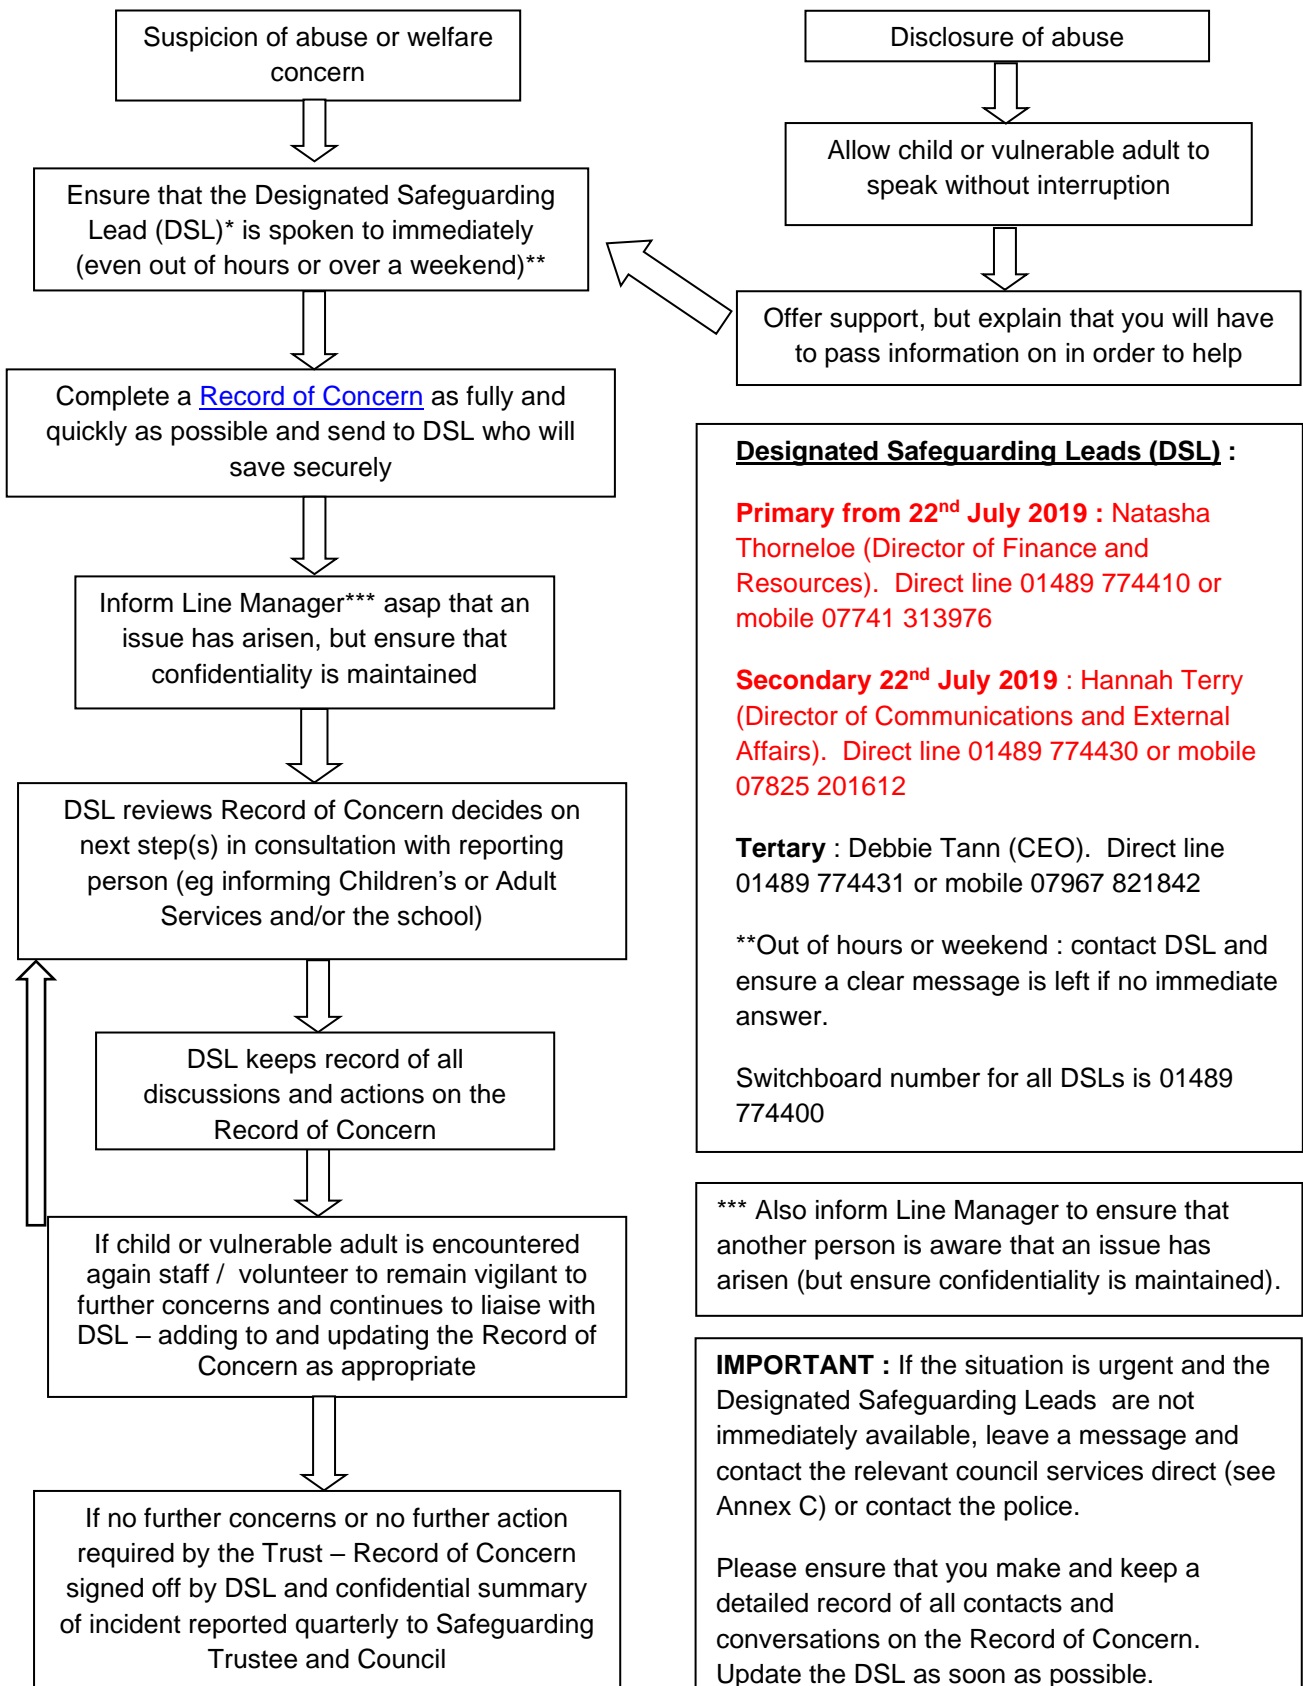 Suspicion of abuse or welfare
concern
Ensure that the Designated Safeguarding
Lead (DSL)* is spoken to immediately
(even out of hours or over a weekend)**
Complete a Record of Concern as fully and
quickly as possible and send to DSL who will
save securely
Inform Line Manager*** asap that an
issue has arisen, but ensure that
confidentiality is maintained
DSL reviews Record of Concern decides on
next step(s) in consultation with reporting
person (eg informing Children’s or Adult
Services and/or the school)
DSL keeps record of all
discussions and actions on the
Record of Concern
If child or vulnerable adult is encountered
again staff /  volunteer to remain vigilant to
further concerns and continues to liaise with
DSL – adding to and updating the Record of
Concern as appropriate
If no further concerns or no further action
required by the Trust – Record of Concern
signed off by DSL and confidential summary
of incident reported quarterly to Safeguarding
Trustee and Council
Disclosure of abuse
Allow child or vulnerable adult to
speak without interruption
Offer support, but explain that you will have
to pass information on in order to help
Designated Safeguarding Leads (DSL) :
Primary from 22nd July 2019 : Natasha
Thorneloe (Director of Finance and
Resources).  Direct line 01489 774410 or
mobile 07741 313976
Secondary 22nd July 2019 : Hannah Terry
(Director of Communications and External
Affairs).  Direct line 01489 774430 or mobile
07825 201612
Tertary : Debbie Tann (CEO).  Direct line
01489 774431 or mobile 07967 821842
**Out of hours or weekend : contact DSL and
ensure a clear message is left if no immediate
answer.
Switchboard number for all DSLs is 01489
774400
*** Also inform Line Manager to ensure that
another person is aware that an issue has
arisen (but ensure confidentiality is maintained).
IMPORTANT : If the situation is urgent and the
Designated Safeguarding Leads  are not
immediately available, leave a message and
contact the relevant council services direct (see
Annex C) or contact the police.
Please ensure that you make and keep a
detailed record of all contacts and
conversations on the Record of Concern.
Update the DSL as soon as possible.